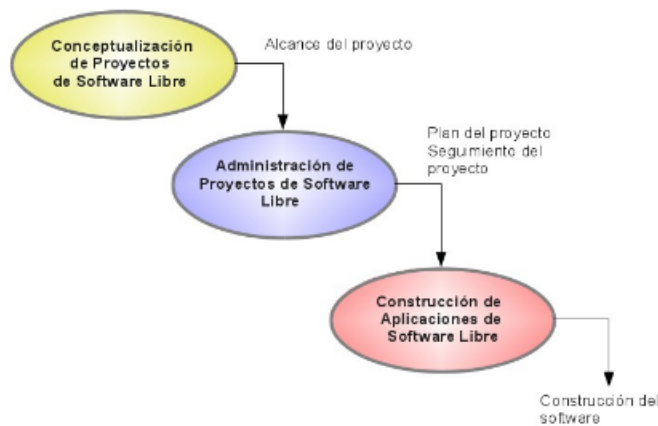 Conceptualización
de Proyectos
de Software Libre
Alcance del proyecto
Administración de
Proyectos de Software
Libre
Plan del proyecto
Seguimiento del
proyecto
Construcción de
Aplicaciones de
Software Libre
Construcción del
software